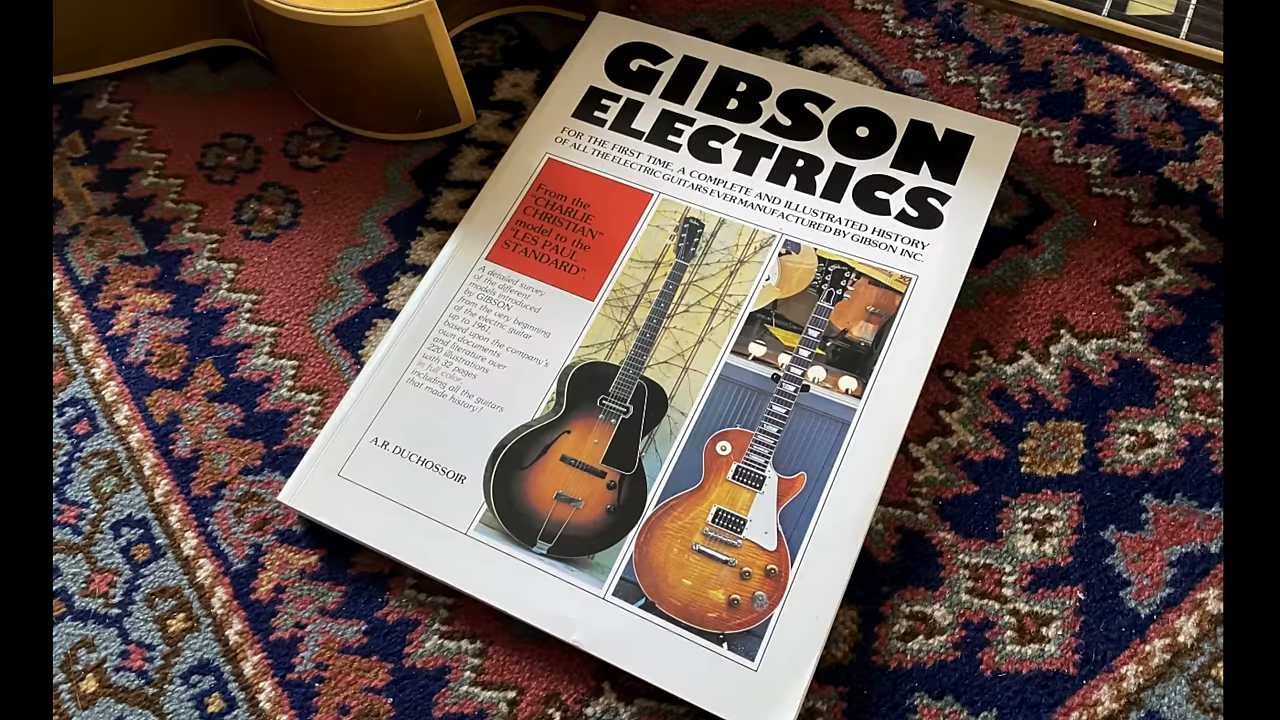 GIBSON
ELECTRICS
FOR THE FIRST TIME, A COMPLETE AND ILLUSTRATED HISTORY
OF ALL THE ELECTRIC GUITARS EVER MANUFACTURED BY GIBSON INC.
From the
"CHARLIE
CHRISTIAN"
model to the
"LES PAUL
STANDARD".
A detailed survey
of the different
models introduced
by GIBSON
from the very beginning
of the electric guitar
up to 1961
based upon the company's
own documents
and literature over
220 illustrations
with 32 pages
in full color
including all the guitars
that made history!
A.R. DUCHOSSOIR